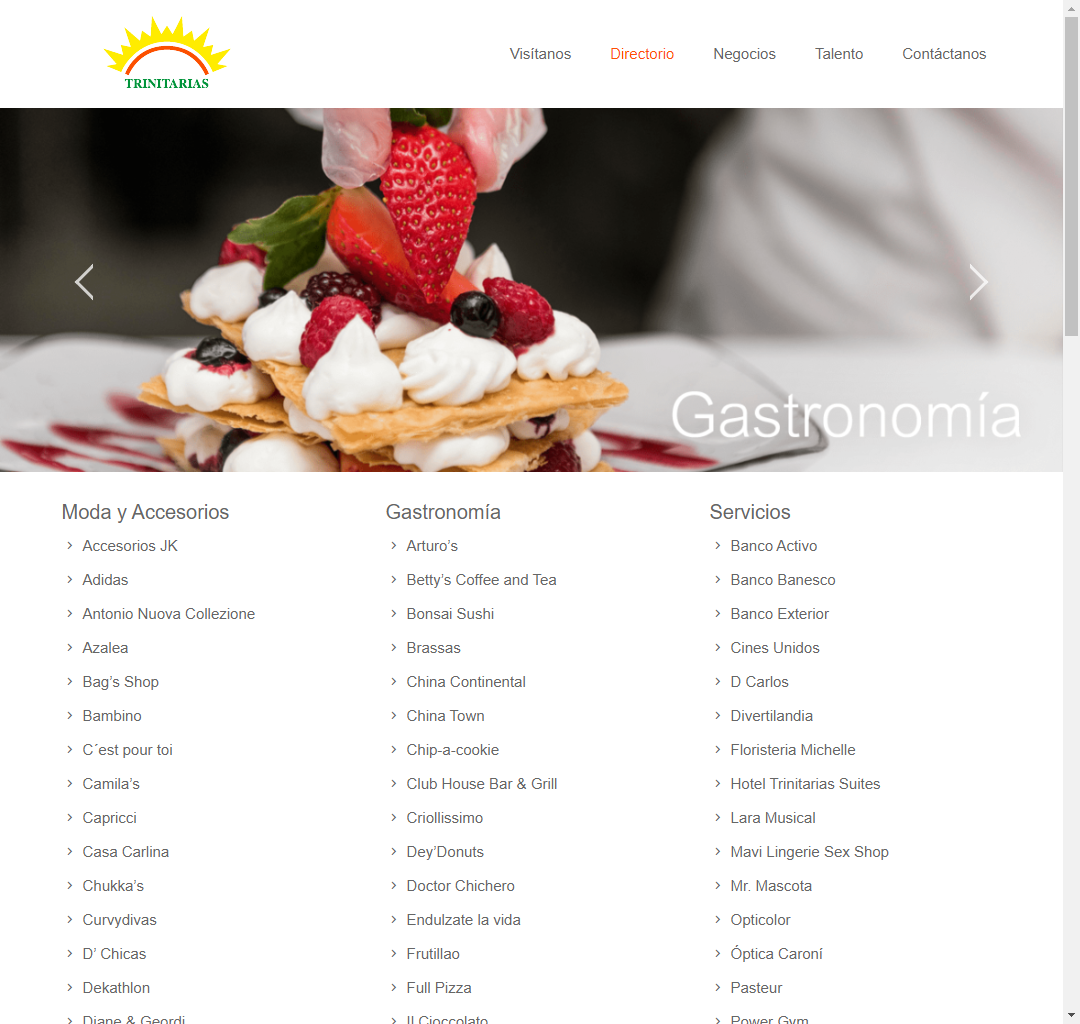 TRINITARIAS
Visítanos
Directorio
Negocios
Talento
Contáctanos
Gastronomía
Moda y Accesorios
Accesorios JK
Adidas
Antonio Nuova Collezione
Azalea
Bag’s Shop
Bambino
C´est pour toi
Camila’s
Capricci
Casa Carlina
Chukka’s
Curvydivas
D’ Chicas
Dekathlon
Diane & Geordi
Gastronomía
Arturo’s
Betty’s Coffee and Tea
Bonsai Sushi
Brassas
China Continental
China Town
Chip-a-cookie
Club House Bar & Grill
Criollissimo
Dey’Donuts
Doctor Chichero
Endulzate la vida
Frutillao
Full Pizza
Il Cioccolato
Servicios
Banco Activo
Banco Banesco
Banco Exterior
Cines Unidos
D Carlos
Divertilandia
Floristeria Michelle
Hotel Trinitarias Suites
Lara Musical
Mavi Lingerie Sex Shop
Mr. Mascota
Opticolor
Óptica Caroní
Pasteur
Power Gym